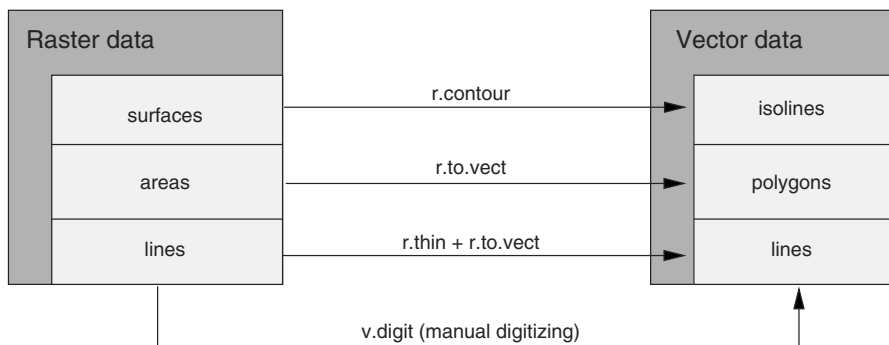 Raster data
Vector data
surfaces
r.contour
isolines
areas
r.to.vect
polygons
lines
r.thin + r.to.vect
lines
v.digit (manual digitizing)